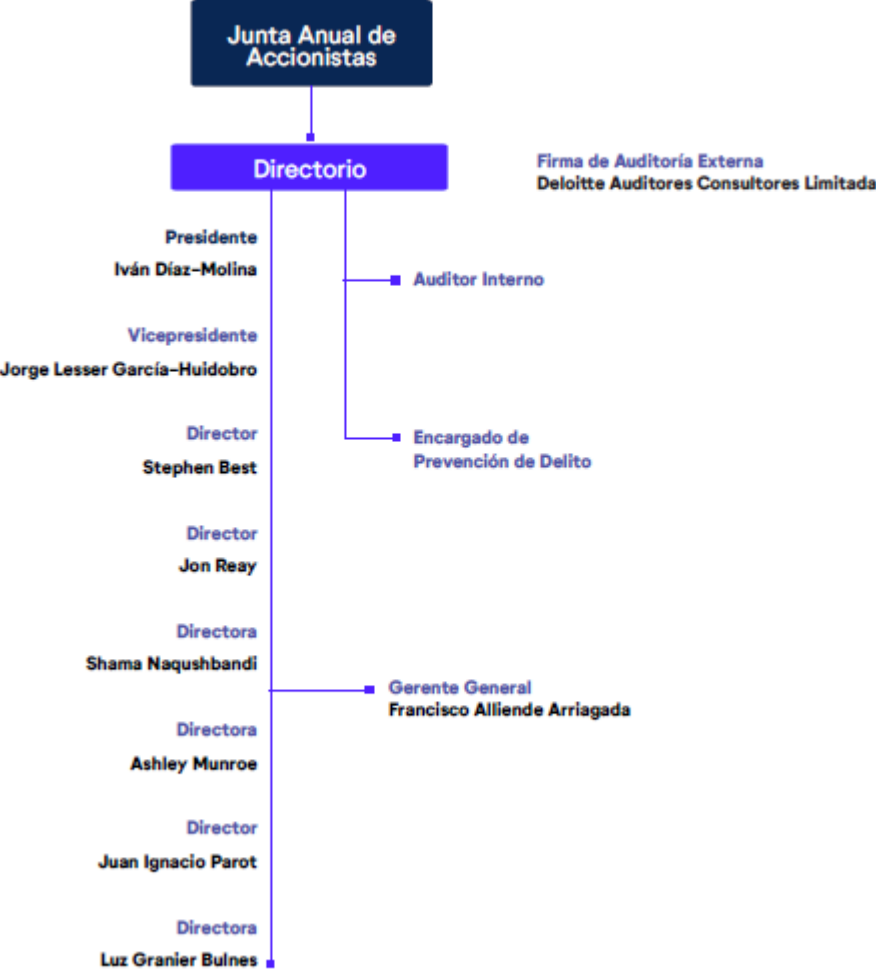 Junta Anual de
Accionistas
Directorio
Firma de Auditoría Externa
Deloitte Auditores Consultores Limitada
Presidente
Iván Díaz-Molina
Auditor Interno
Vicepresidente
Jorge Lesser García-Huidobro
Director
Stephen Best
Encargado de
Prevención de Delito
Director
Jon Reay
Directora
Shama Naqushbandi
Gerente General
Francisco Alliende Arriagada
Directora
Ashley Munroe
Director
Juan Ignacio Parot
Directora
Luz Granier Bulnes